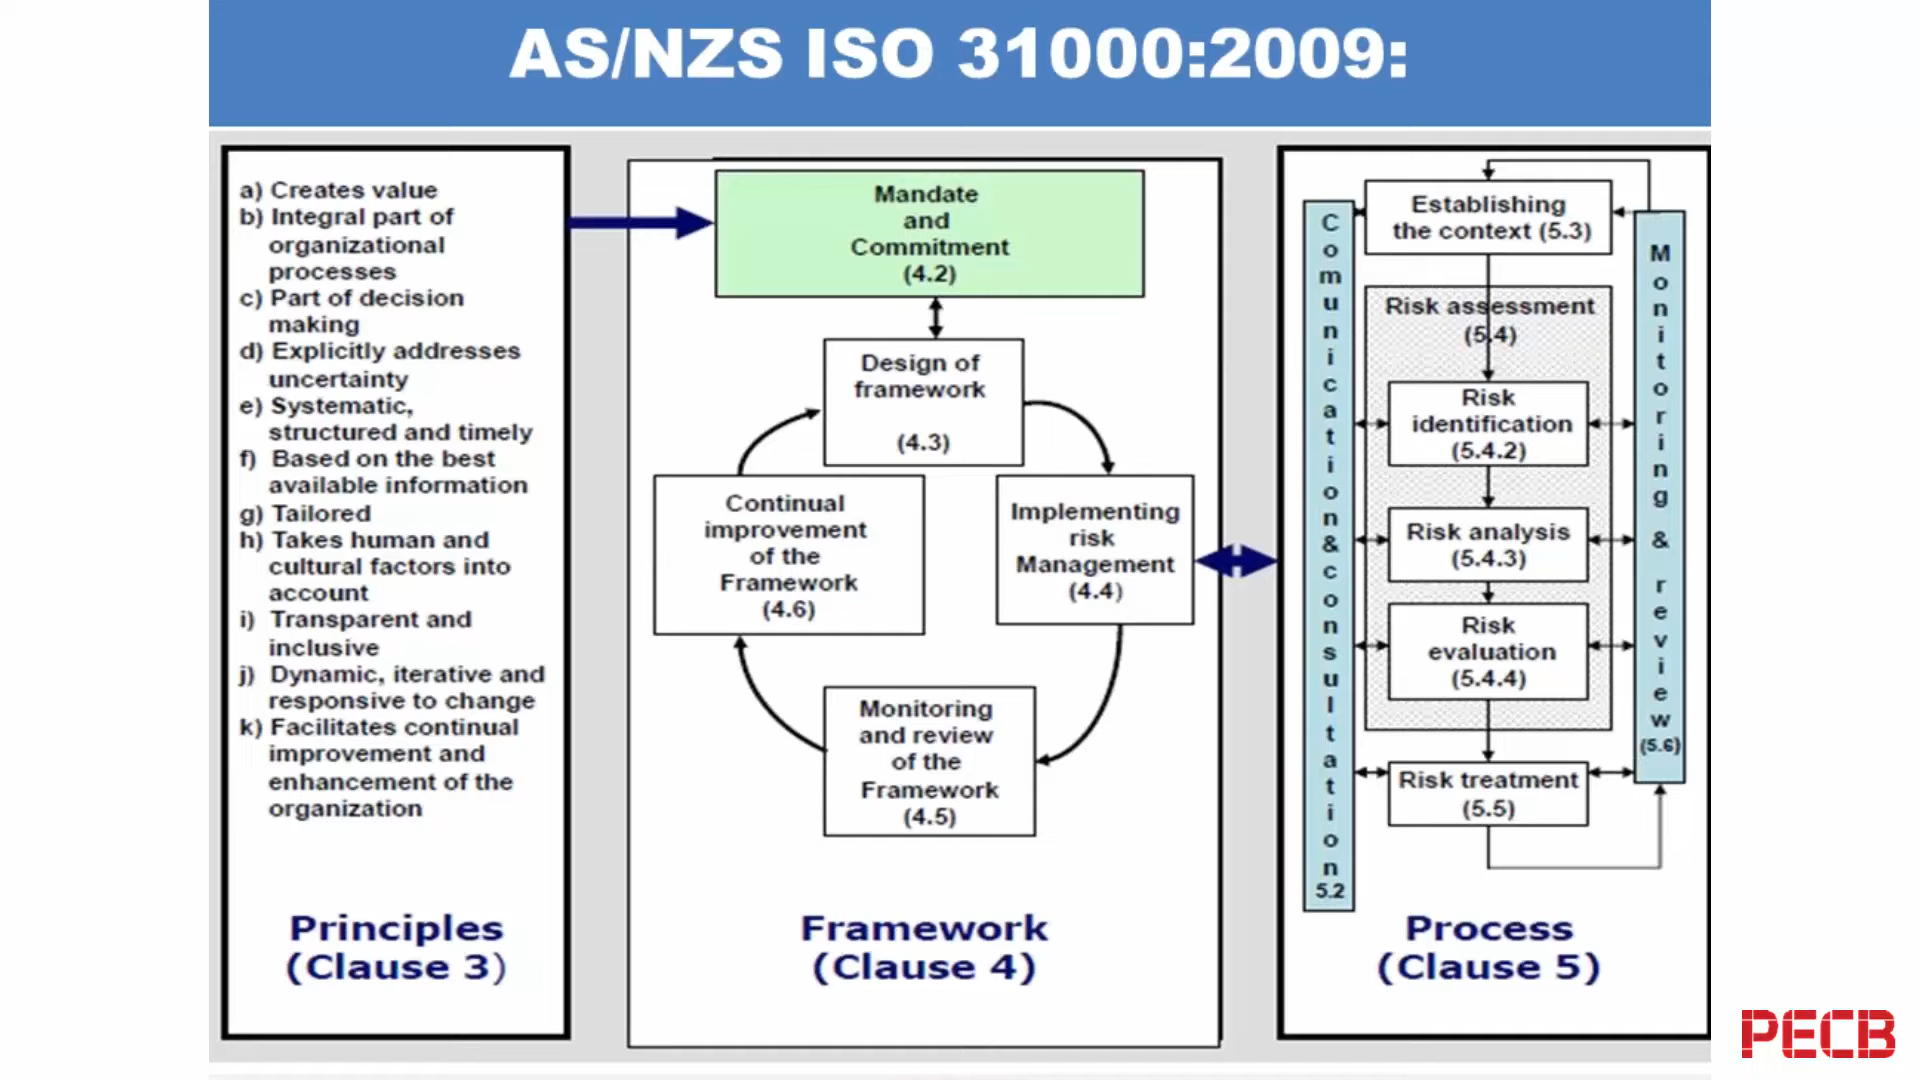 AS/NZS ISO 31000:2009:
a) Creates value
b) Integral part of
organizational
processes
c) Part of decision
making
d) Explicitly addresses
uncertainty
e) Systematic,
structured and timely
f) Based on the best
available information
g) Tailored
h) Takes human and
cultural factors into
account
i) Transparent and
inclusive
j) Dynamic, iterative and
responsive to change
k) Facilitates continual
improvement and
enhancement of the
organization
Principles
(Clause 3)
Mandate
and
Commitment
(4.2)
Design of
framework
(4.3)
Implementing
risk
Management
(4.4)
Monitoring
and review
of the
Framework
(4.5)
Continual
improvement
of the
Framework
(4.6)
Framework
(Clause 4)
Comunication&consultation
5.2
Establishing
the context (5.3)
Risk assessment
(5.4)
Risk
identification
(5.4.2)
Risk analysis
(5.4.3)
Risk
evaluation
(5.4.4)
Risk treatment
(5.5)
Monitoring & review
(5.6)
Process
(Clause 5)
PECB